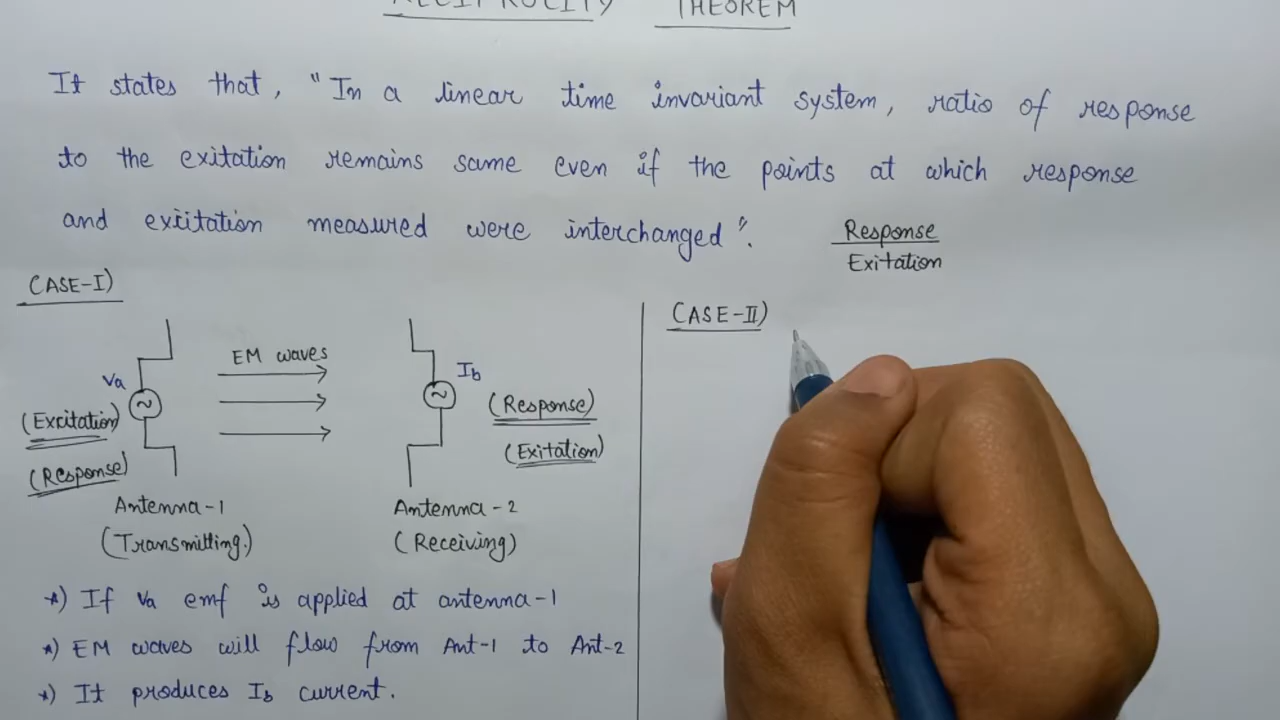 RECIPROCITY THEOREM
It states that, "In a linear time invariant system, ratio of response
to the exitation remains same even if the points at which response
and exitation measured were interchanged".
Response
Exitation
CASE-I)
CASE-II)
EM waves
Va
Ib
(Excitation)
(Response)
(Response)
(Exitation)
Antenna-1
(Transmitting)
Antenna-2
(Receiving)
*) If Va emf is applied at antenna-1
*) EM waves will flow from Ant-1 to Ant-2
*) It produces Ib current.